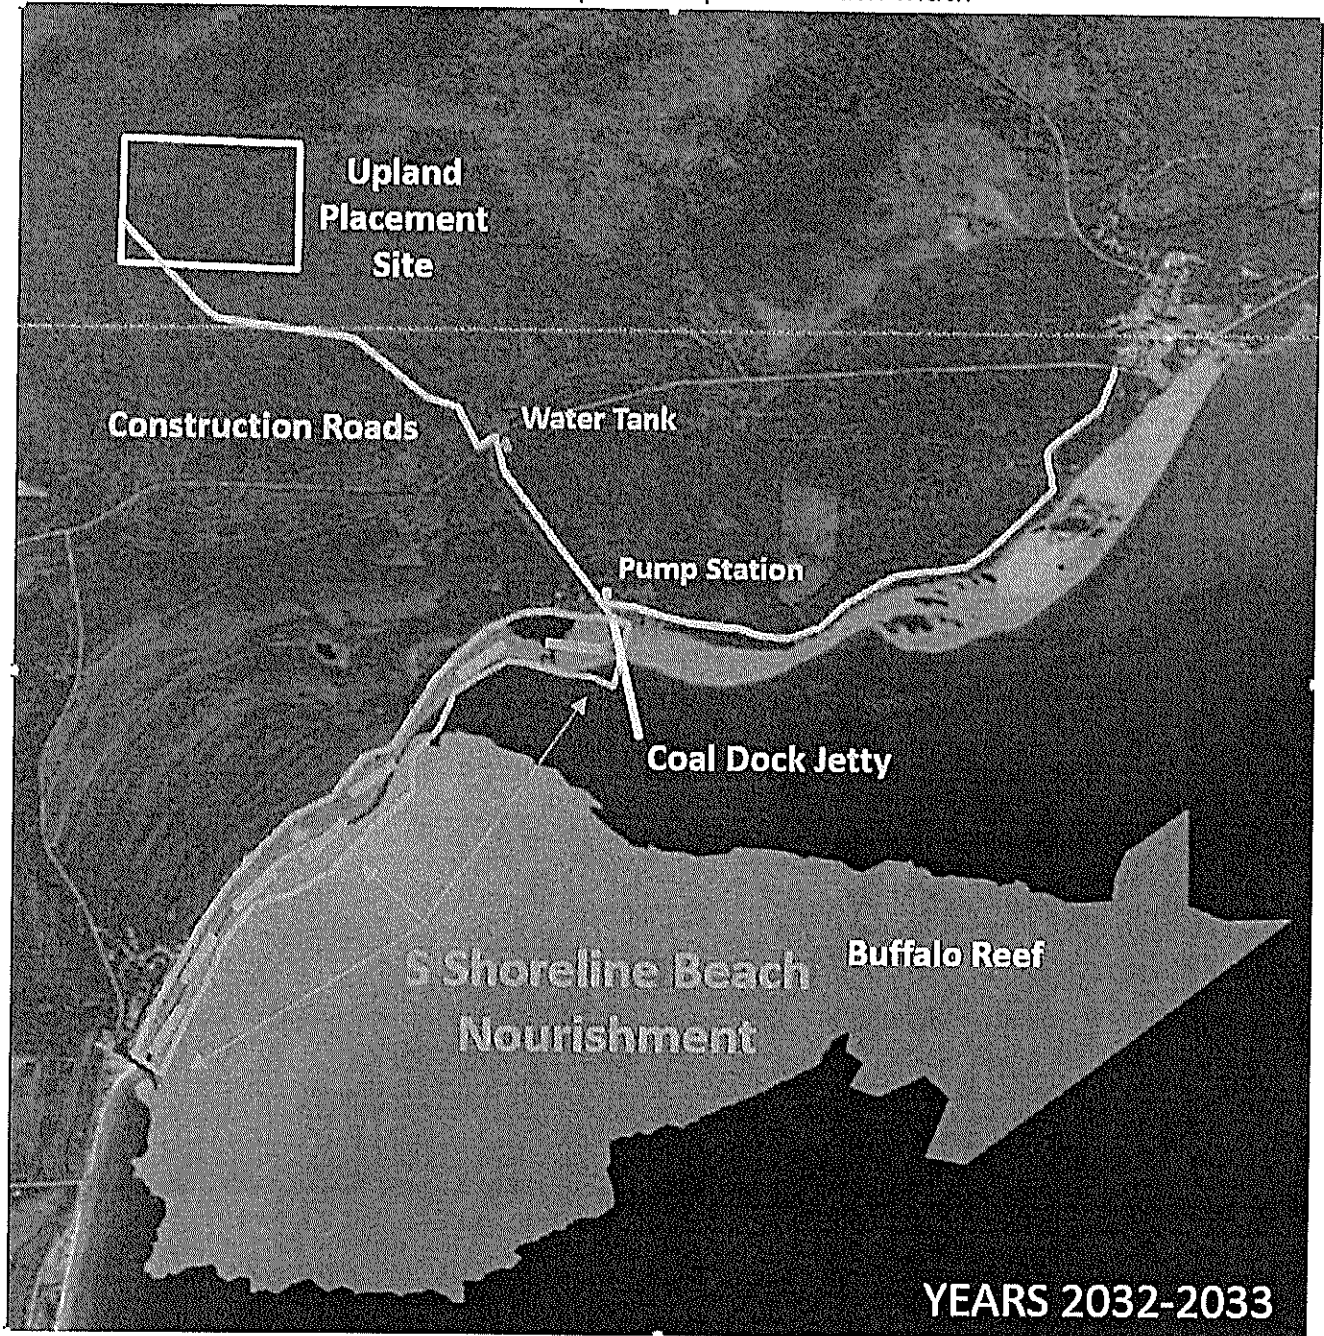 Upland
Placement
Site
Construction Roads
Water Tank
Pump Station
Coal Dock Jetty
S Shoreline Beach
Nourishment
Buffalo Reef
YEARS 2032-2033